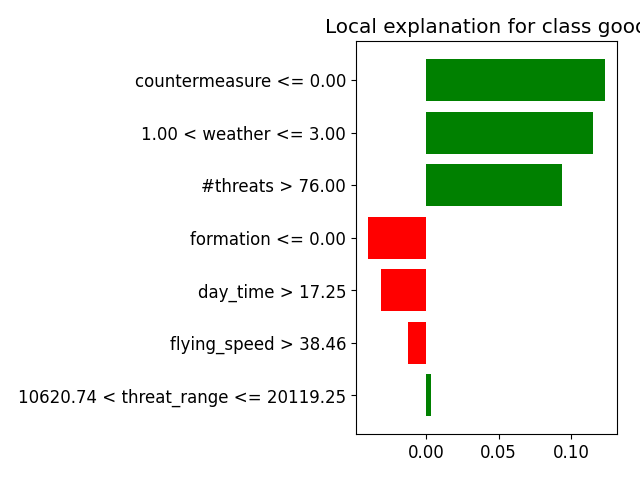 Local explanation for class good
countermeasure <= 0.00
1.00 < weather <= 3.00
#threats > 76.00
formation <= 0.00
day_time > 17.25
flying_speed > 38.46
10620.74 < threat_range <= 20119.25
0.00 0.05 0.10